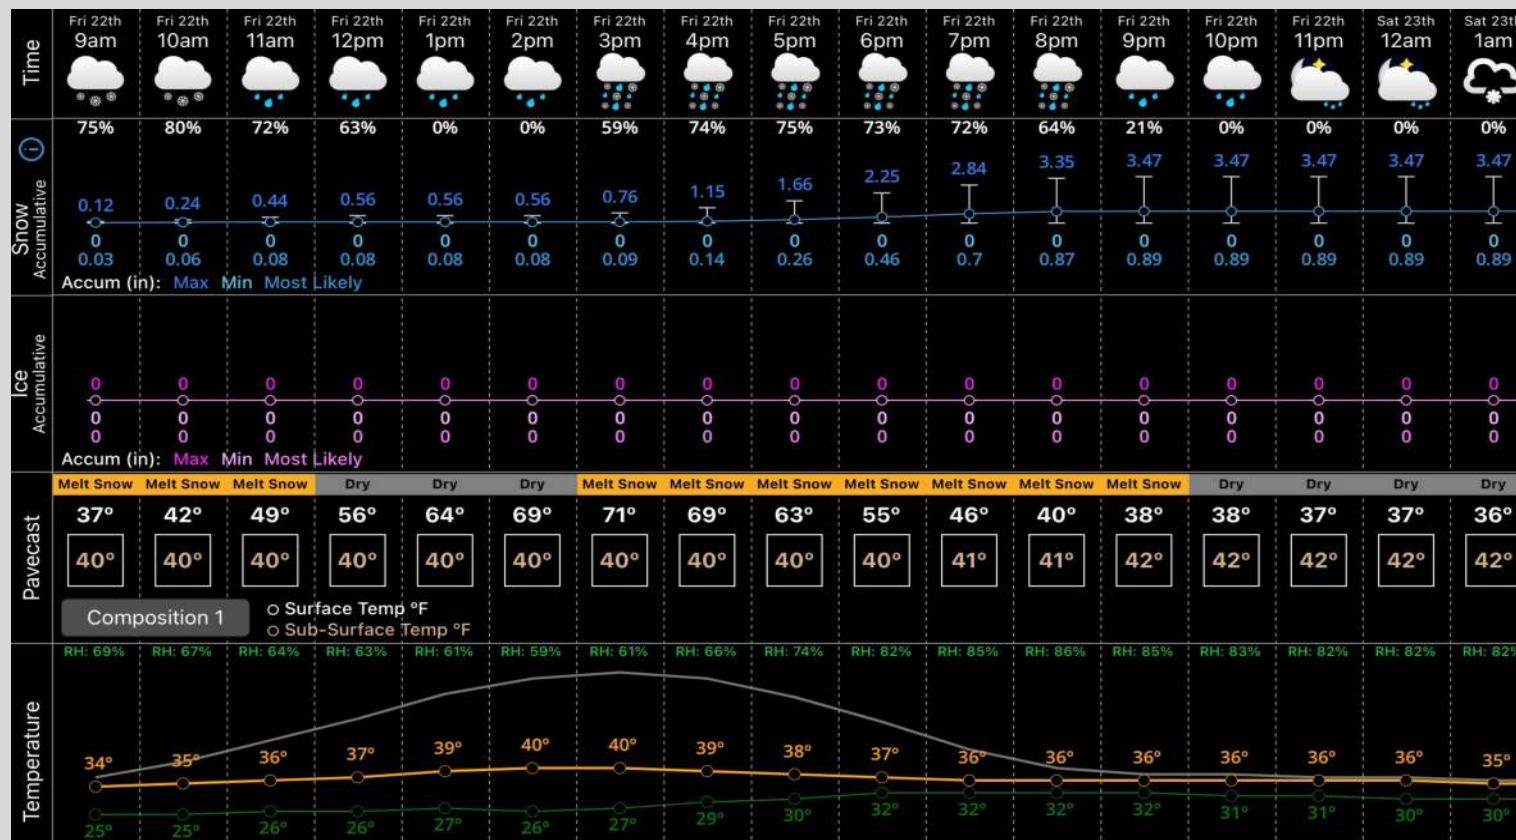 Time
Fri 22th Fri 22th Fri 22th Fri 22th Fri 22th Fri 22th Fri 22th Fri 22th Fri 22th Fri 22th Fri 22th Fri 22th Fri 22th Fri 22th Fri 22th Sat 23th Sat 23th
9am 10am 11am 12pm 1pm 2pm 3pm 4pm 5pm 6pm 7pm 8pm 9pm 10pm 11pm 12am 1am
Snow
Accumulative
75% 80% 72% 63% 0% 0% 59% 74% 75% 73% 72% 64% 21% 0% 0% 0% 0%
0.12 0.24 0.44 0.56 0.56 0.56 0.76 1.15 1.66 2.25 2.84 3.35 3.47 3.47 3.47 3.47 3.47
0 0 0 0 0 0 0 0 0 0 0 0 0 0 0 0 0
0.03 0.06 0.08 0.08 0.08 0.08 0.09 0.14 0.26 0.46 0.7 0.87 0.89 0.89 0.89 0.89 0.89
Accum (in): Max Min Most Likely
Ice
Accumulative
0 0 0 0 0 0 0 0 0 0 0 0 0 0 0 0 0
0 0 0 0 0 0 0 0 0 0 0 0 0 0 0 0 0
0 0 0 0 0 0 0 0 0 0 0 0 0 0 0 0 0
Accum (in): Max Min Most Likely
Pavecast
Melt Snow Melt Snow Melt Snow Dry Dry Dry Melt Snow Melt Snow Melt Snow Melt Snow Melt Snow Melt Snow Melt Snow Dry Dry Dry Dry
37° 42° 49° 56° 64° 69° 71° 69° 63° 55° 46° 40° 38° 38° 37° 37° 36°
40° 40° 40° 40° 40° 40° 40° 40° 40° 40° 41° 41° 42° 42° 42° 42° 42°
Composition 1
Surface Temp °F
Sub-Surface Temp °F
Temperature
RH: 69% RH: 67% RH: 64% RH: 63% RH: 61% RH: 59% RH: 61% RH: 66% RH: 74% RH: 82% RH: 85% RH: 86% RH: 85% RH: 83% RH: 82% RH: 82% RH: 82%
34° 35° 36° 37° 39° 40° 40° 39° 38° 37° 36° 36° 36° 36° 36° 36° 35°
25° 25° 26° 26° 27° 26° 27° 29° 30° 32° 32° 32° 32° 31° 31° 30° 30°